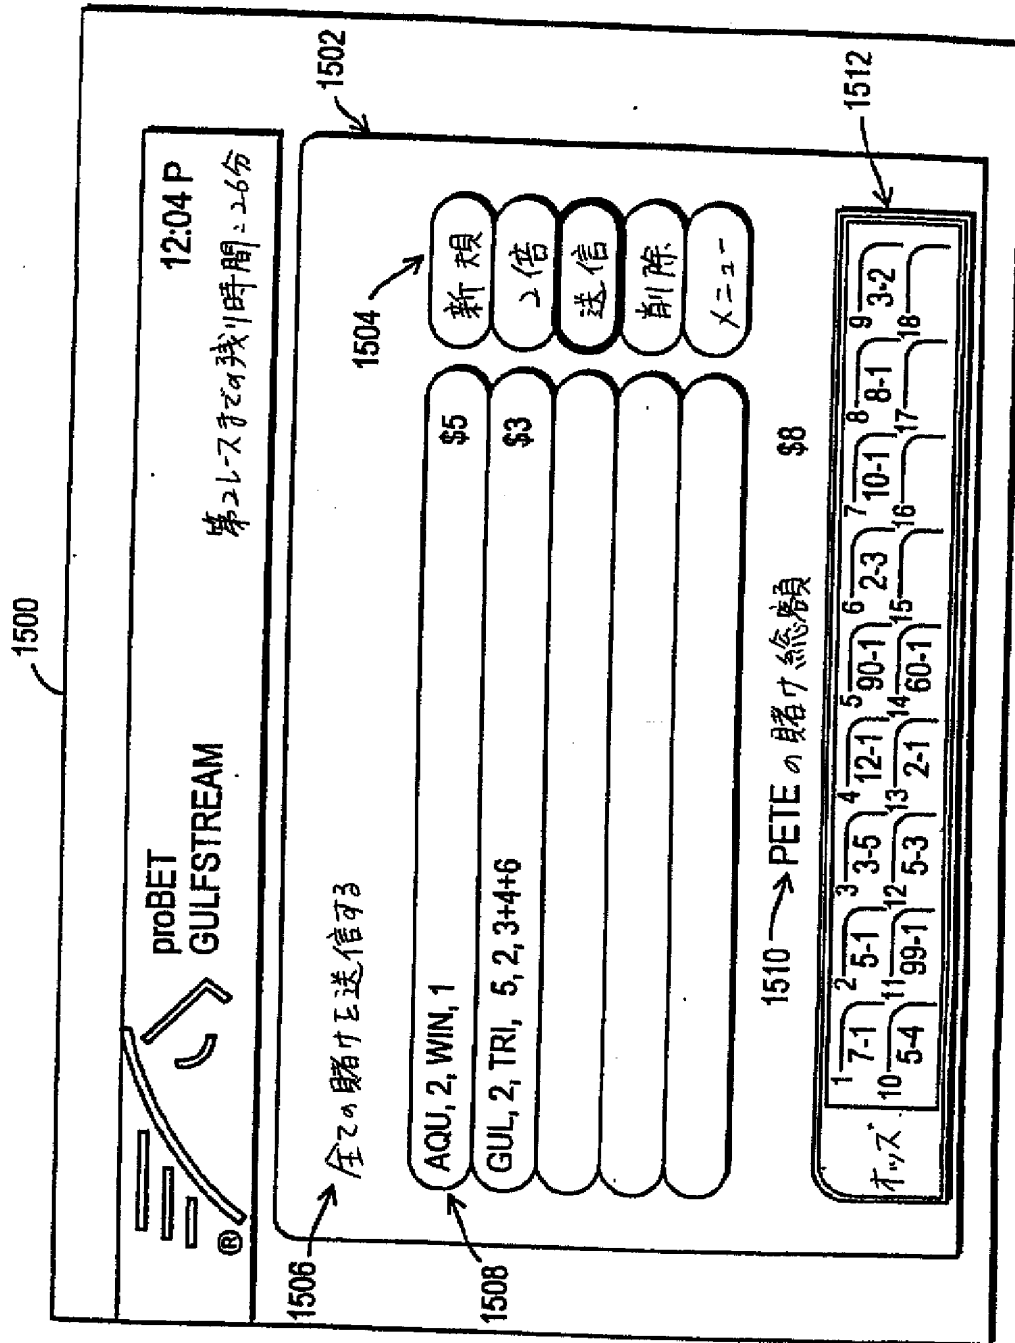 1500
proBET
GULFSTREAM
12:04 P
第2レースまでの残り時間:26分
®
1502
1506
全ての賭けを送信する
1504
1508
AQU, 2, WIN, 1 $5
GUL, 2, TRI, 5, 2, 3+4+6 $3
新規
2倍
送信
削除
メニュー
1510
PETEの賭け総額 $8
1512
オッズ
1 7-1 2 5-1 3 3-5 4 12-1 5 90-1 6 2-3 7 10-1 8 8-1 9 3-2
10 5-4 11 99-1 12 5-3 13 2-1 14 60-1 15 16 17 18